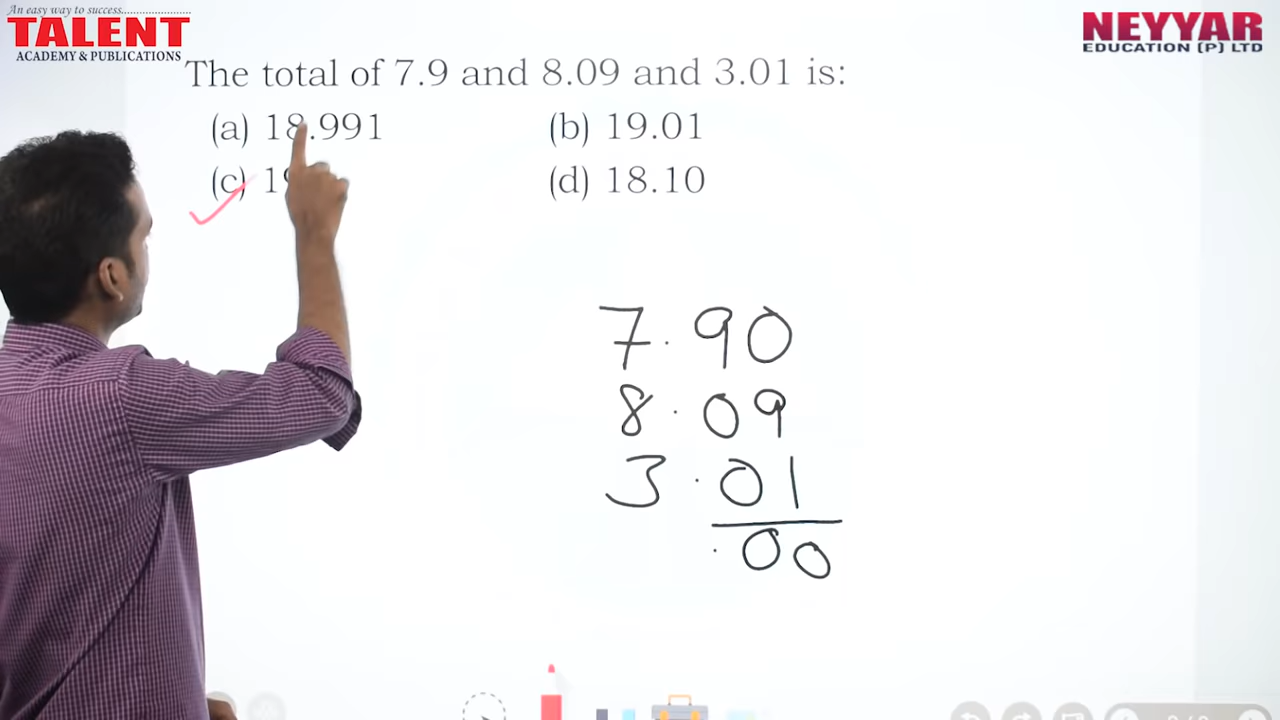 An easy way to success........................
TALENT
ACADEMY & PUBLICATIONS
NEYYAR
EDUCATION (P) LTD
The total of 7.9 and 8.09 and 3.01 is:
(a) 18.991 (b) 19.01
(c) (d) 18.10
7.90
8.09
3.01
.00